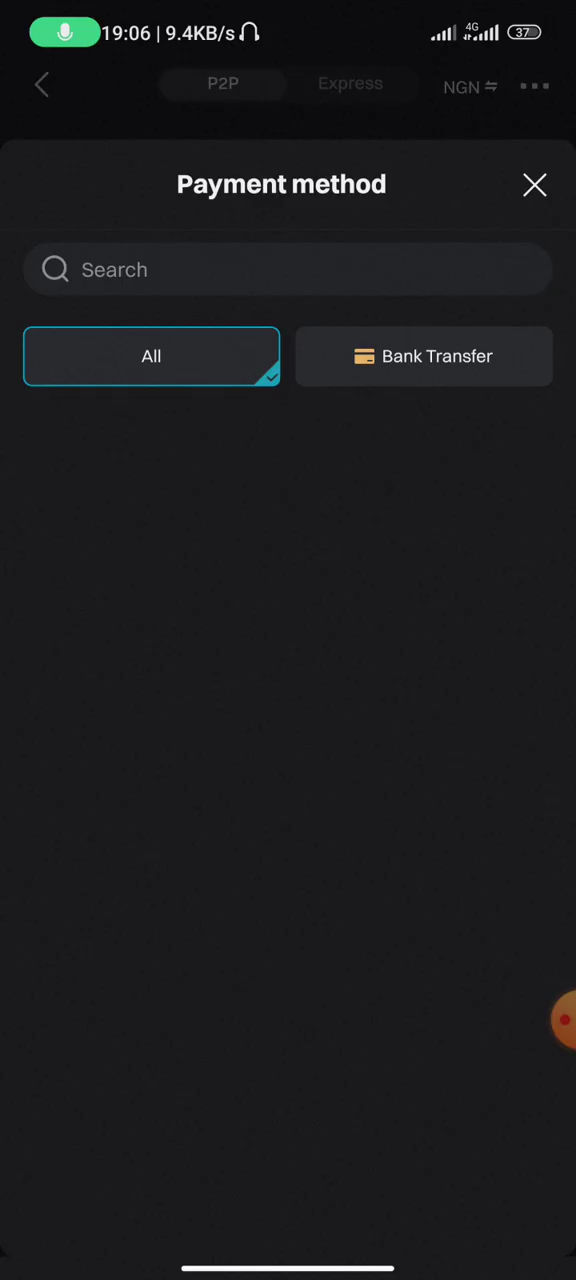 19:06 | 9.4KB/s 4G 37
P2P Express NGN
Payment method
Search
All Bank Transfer